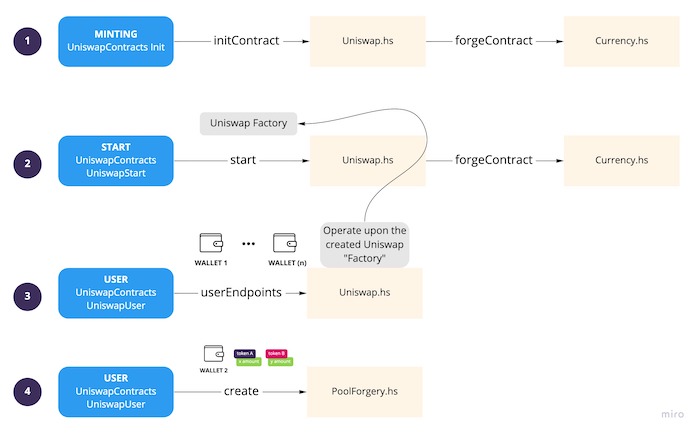 1
MINTING
UniswapContracts Init
initContract
Uniswap.hs
forgeContract
Currency.hs
Uniswap Factory
2
START
UniswapContracts
UniswapStart
start
Uniswap.hs
forgeContract
Currency.hs
Operate upon the
created Uniswap
"Factory"
WALLET 1
WALLET (n)
3
USER
UniswapContracts
UniswapUser
userEndpoints
Uniswap.hs
WALLET 2
token A
x amount
token B
y amount
4
USER
UniswapContracts
UniswapUser
create
PoolForgery.hs
miro